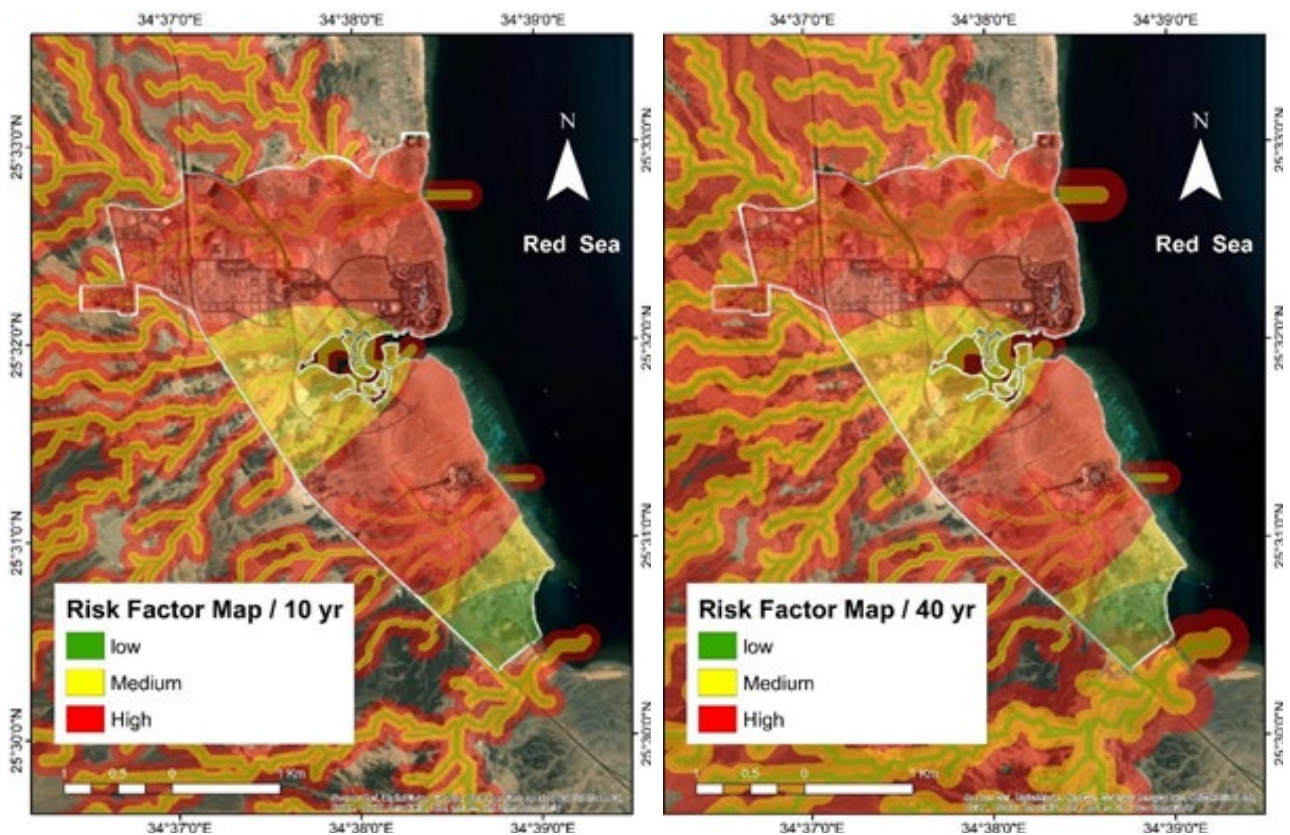 34°37'0"E 34°38'0"E 34°39'0"E
25°33'0"N
N
Red Sea
25°32'0"N
25°31'0"N
Risk Factor Map / 10 yr
low
Medium
High
25°30'0"N
1 0.5 0 1 Km
34°37'0"E 34°38'0"E 34°39'0"E
34°37'0"E 34°38'0"E 34°39'0"E
N
25°33'0"N
Red Sea
25°32'0"N
25°31'0"N
Risk Factor Map / 40 yr
low
Medium
High
25°30'0"N
1 0.5 0 1 Km
34°37'0"E 34°38'0"E 34°39'0"E